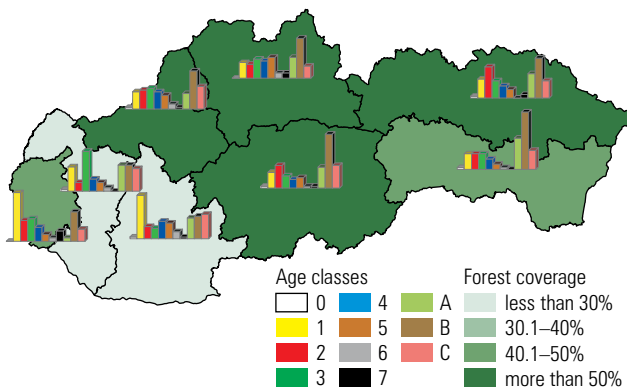 Age classes
0
1
2
3
4
5
6
7
A
B
C
Forest coverage
less than 30%
30.1–40%
40.1–50%
more than 50%